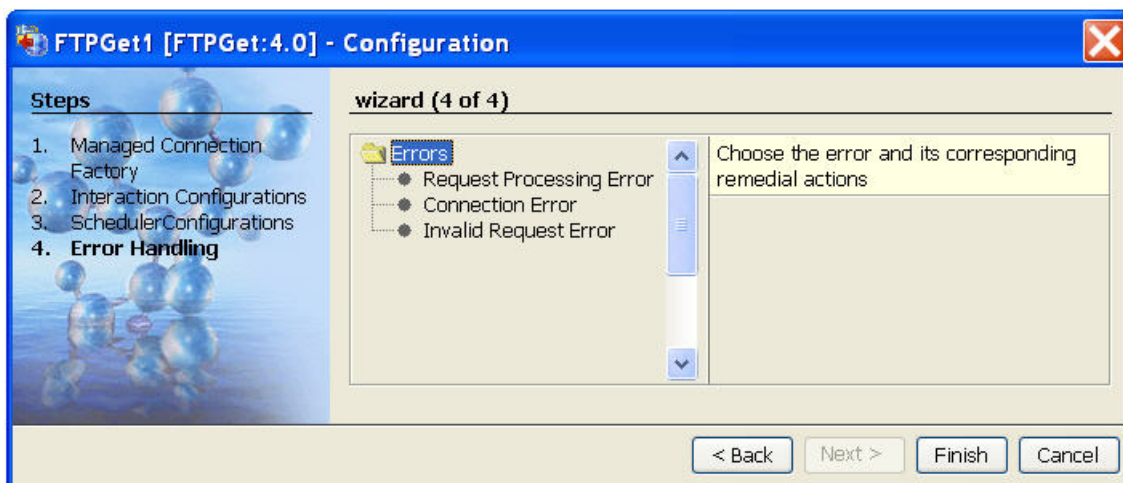 FTPGet1 [FTPGet:4.0] - Configuration
Steps
1. Managed Connection
Factory
2. Interaction Configurations
3. SchedulerConfigurations
4. Error Handling
wizard (4 of 4)
Errors
Request Processing Error
Connection Error
Invalid Request Error
Choose the error and its corresponding
remedial actions
< Back
Next >
Finish
Cancel